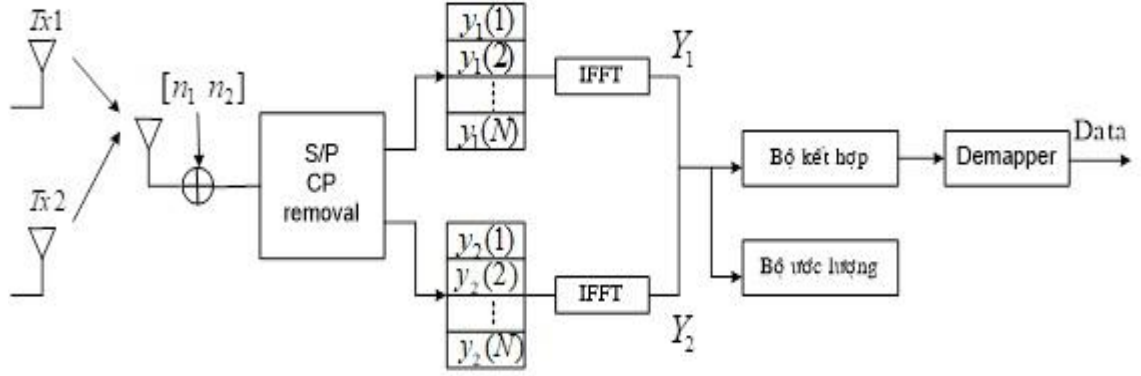 Tx1
Tx2
[n₁ n₂]
S/P
CP
removal
y₁(1)
y₁(2)
y₁(N)
y₂(1)
y₂(2)
y₂(N)
IFFT
IFFT
Y₁
Y₂
Bộ kết hợp
Bộ ước lượng
Demapper
Data